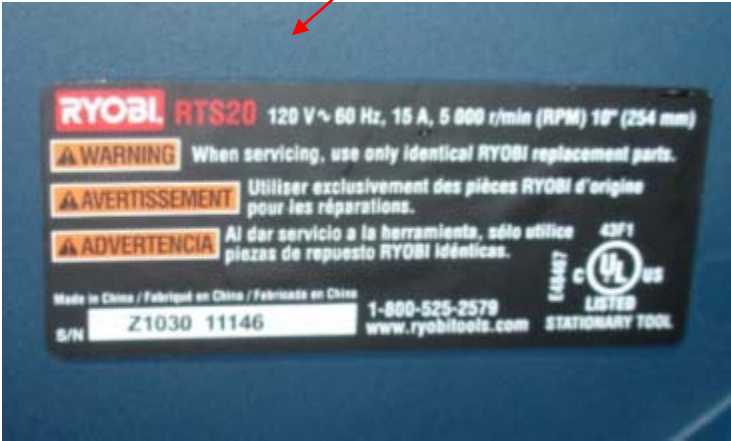 RYOBI. RTS20 120 V~ 60 Hz, 15 A, 5 000 r/min (RPM) 10" (254 mm)
WARNING When servicing, use only identical RYOBI replacement parts.
AVERTISSEMENT Utiliser exclusivement des pièces RYOBI d'origine
pour les réparations.
ADVERTENCIA Al dar servicio a la herramienta, sólo utilice
piezas de repuesto RYOBI idénticas.
43F1
E48467
C UL US
LISTED
STATIONARY TOOL
Made in China / Fabriqué en Chine / Fabricada en China
S/N Z1030 11146
1-800-525-2579
www.ryobitools.com